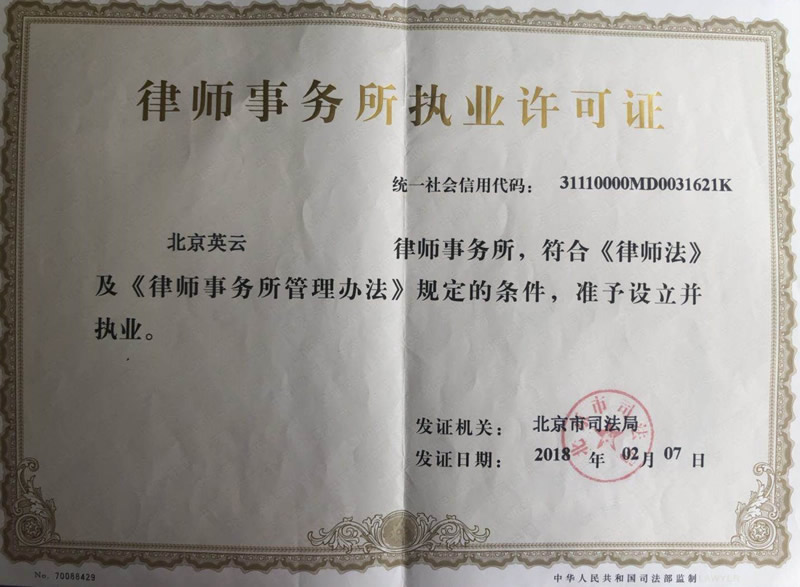 律师事务所执业许可证
统一社会信用代码： 31110000MD0031621K
北京英云 律师事务所，符合《律师法》
及《律师事务所管理办法》规定的条件，准予设立并
执业。
发证机关： 北京市司法局
发证日期： 2018 年 02月 07 日
No. 70088429
中华人民共和国司法部监制